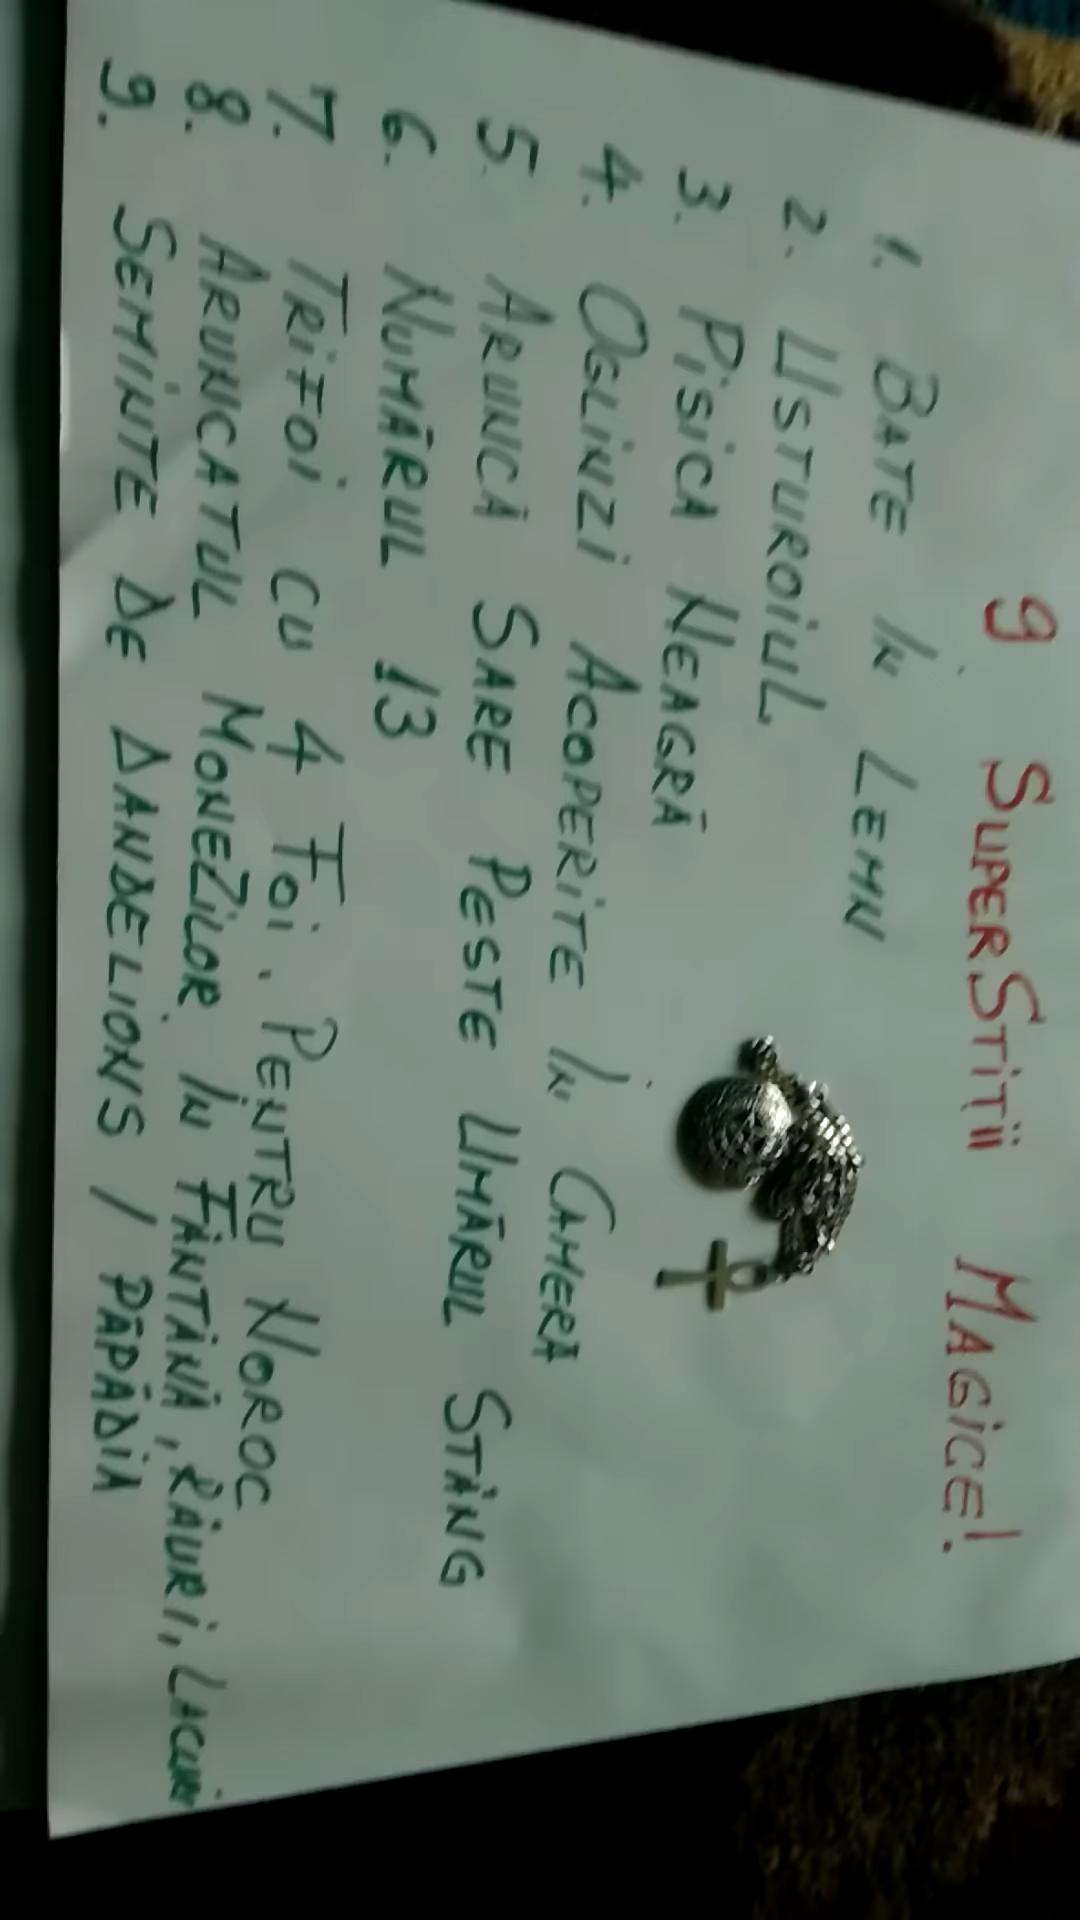 9 SUPERSTIȚII MAGICE!
1. BATE ÎN LEMN
2. USTUROIUL
3. PISICA NEAGRĂ
4. OGLINZI ACOPERITE ÎN CAMERĂ
5. ARUNCĂ SARE PESTE UMĂRUL STÂNG
6. NUMĂRUL 13
7. TRIFOI CU 4 FOI. PENTRU NOROC
8. ARUNCATUL MONEZILOR ÎN FÂNTÂNĂ, RÂURI, LACURI
9. SEMINTE DE DANDELIONS / PĂPĂDIA